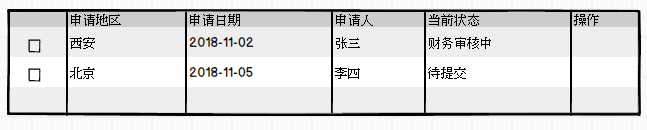 申请地区 申请日期 申请人 当前状态 操作
西安 2018-11-02 张三 财务审核中
北京 2018-11-05 李四 待提交